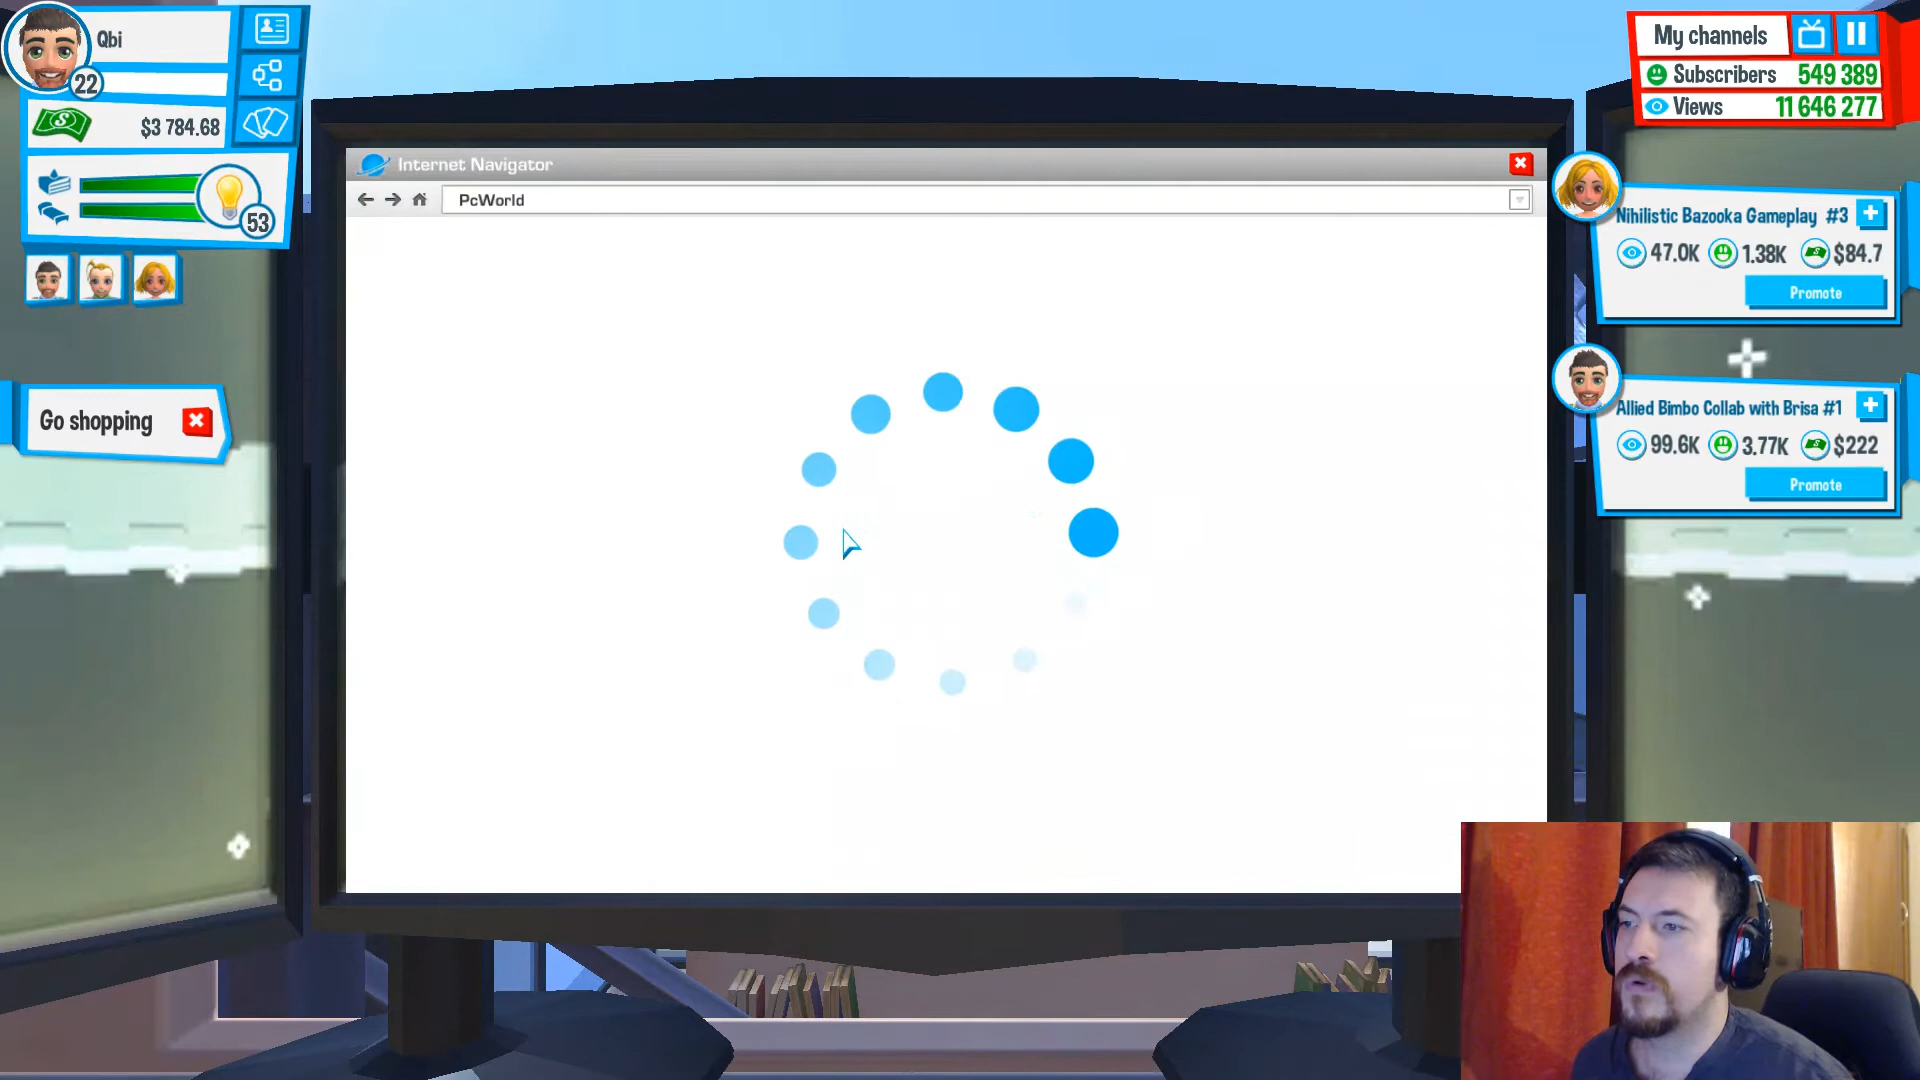 Qbi
22
$3 784.68
53
Go shopping
Internet Navigator
PcWorld
My channels
Subscribers 549 389
Views 11 646 277
Nihilistic Bazooka Gameplay #3
47.0K 1.38K $84.7
Promote
Allied Bimbo Collab with Brisa #1
99.6K 3.77K $222
Promote